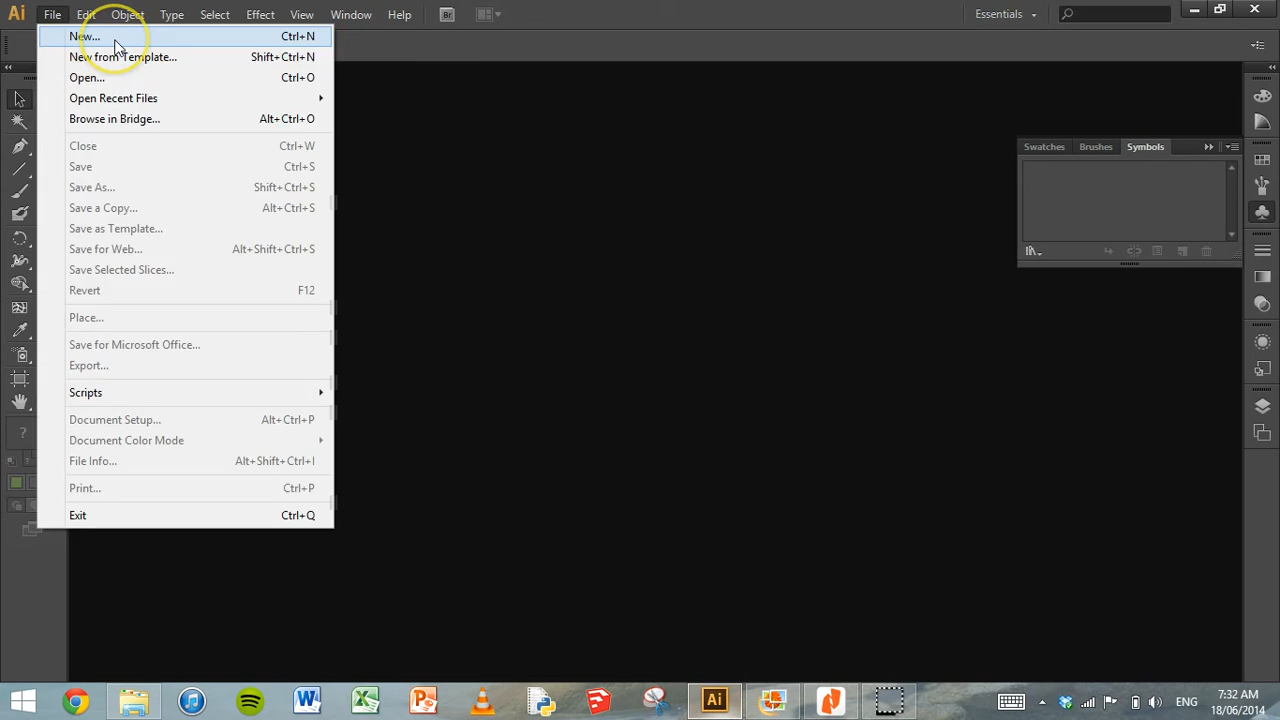 Ai File Edit Object Type Select Effect View Window Help Br Essentials
New... Ctrl+N
New from Template... Shift+Ctrl+N
Open... Ctrl+O
Open Recent Files
Browse in Bridge... Alt+Ctrl+O
Close Ctrl+W
Save Ctrl+S
Save As... Shift+Ctrl+S
Save a Copy... Alt+Ctrl+S
Save as Template...
Save for Web... Alt+Shift+Ctrl+S
Save Selected Slices...
Revert F12
Place...
Save for Microsoft Office...
Export...
Scripts
Document Setup... Alt+Ctrl+P
Document Color Mode
File Info... Alt+Shift+Ctrl+I
Print... Ctrl+P
Exit Ctrl+Q
Swatches Brushes Symbols
?
Ai
ENG
7:32 AM
18/06/2014